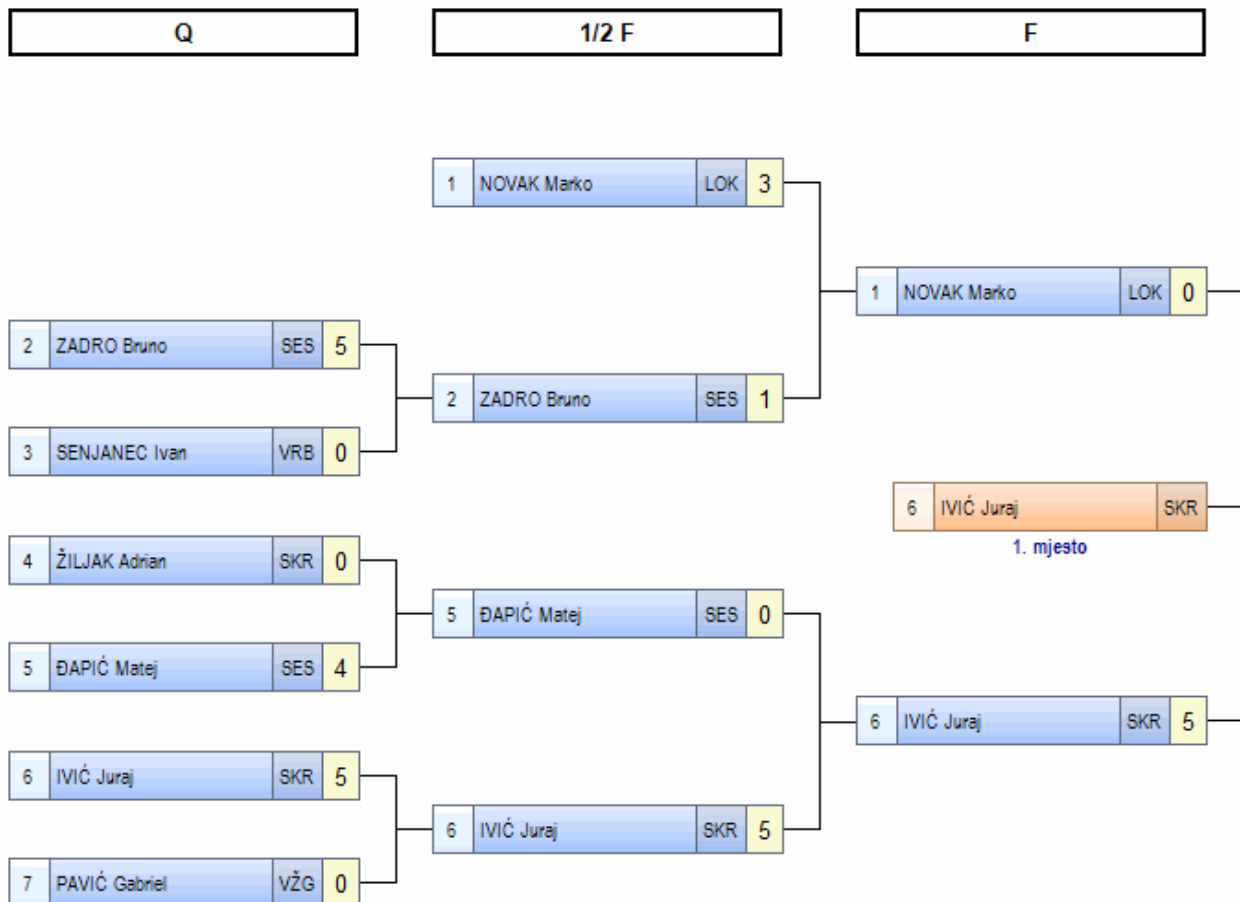 Q 1/2 F F
1 NOVAK Marko LOK 3
1 NOVAK Marko LOK 0
2 ZADRO Bruno SES 5
2 ZADRO Bruno SES 1
3 SENJANEC Ivan VRB 0
6 IVIĆ Juraj SKR
1. mjesto
4 ŽILJAK Adrian SKR 0
5 ĐAPIĆ Matej SES 0
5 ĐAPIĆ Matej SES 4
6 IVIĆ Juraj SKR 5
6 IVIĆ Juraj SKR 5
6 IVIĆ Juraj SKR 5
7 PAVIĆ Gabriel VŽG 0